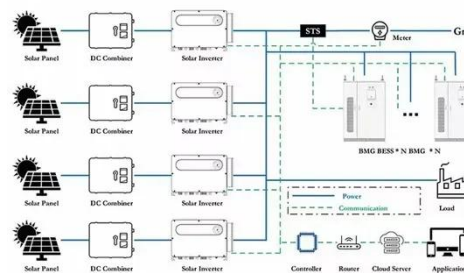 STS
Meter
Gr
Solar Panel DC Combiner Solar Inverter
Solar Panel DC Combiner Solar Inverter
BMG BESS * N BMG * N
Solar Panel DC Combiner Solar Inverter
Power
Communication
Load
Solar Panel DC Combiner Solar Inverter
Controller Router Cloud Server Application